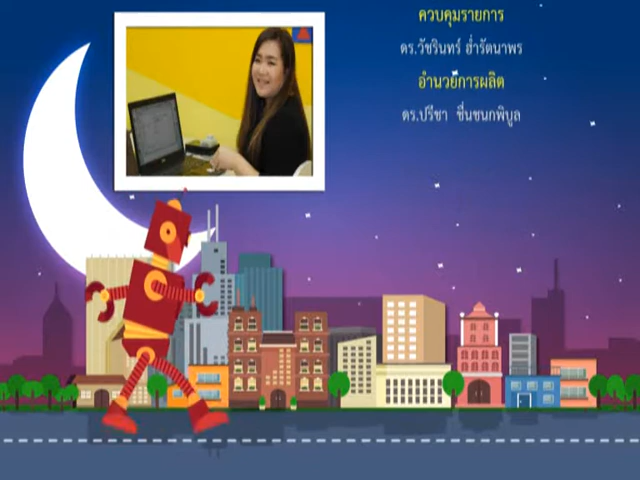 ควบคุมรายการ
ดร.วัชรินทร์ ฮ่ำรัตนาพร
อำนวยการผลิต
ดร.ปรีชา ชื่นชนกพิบูล